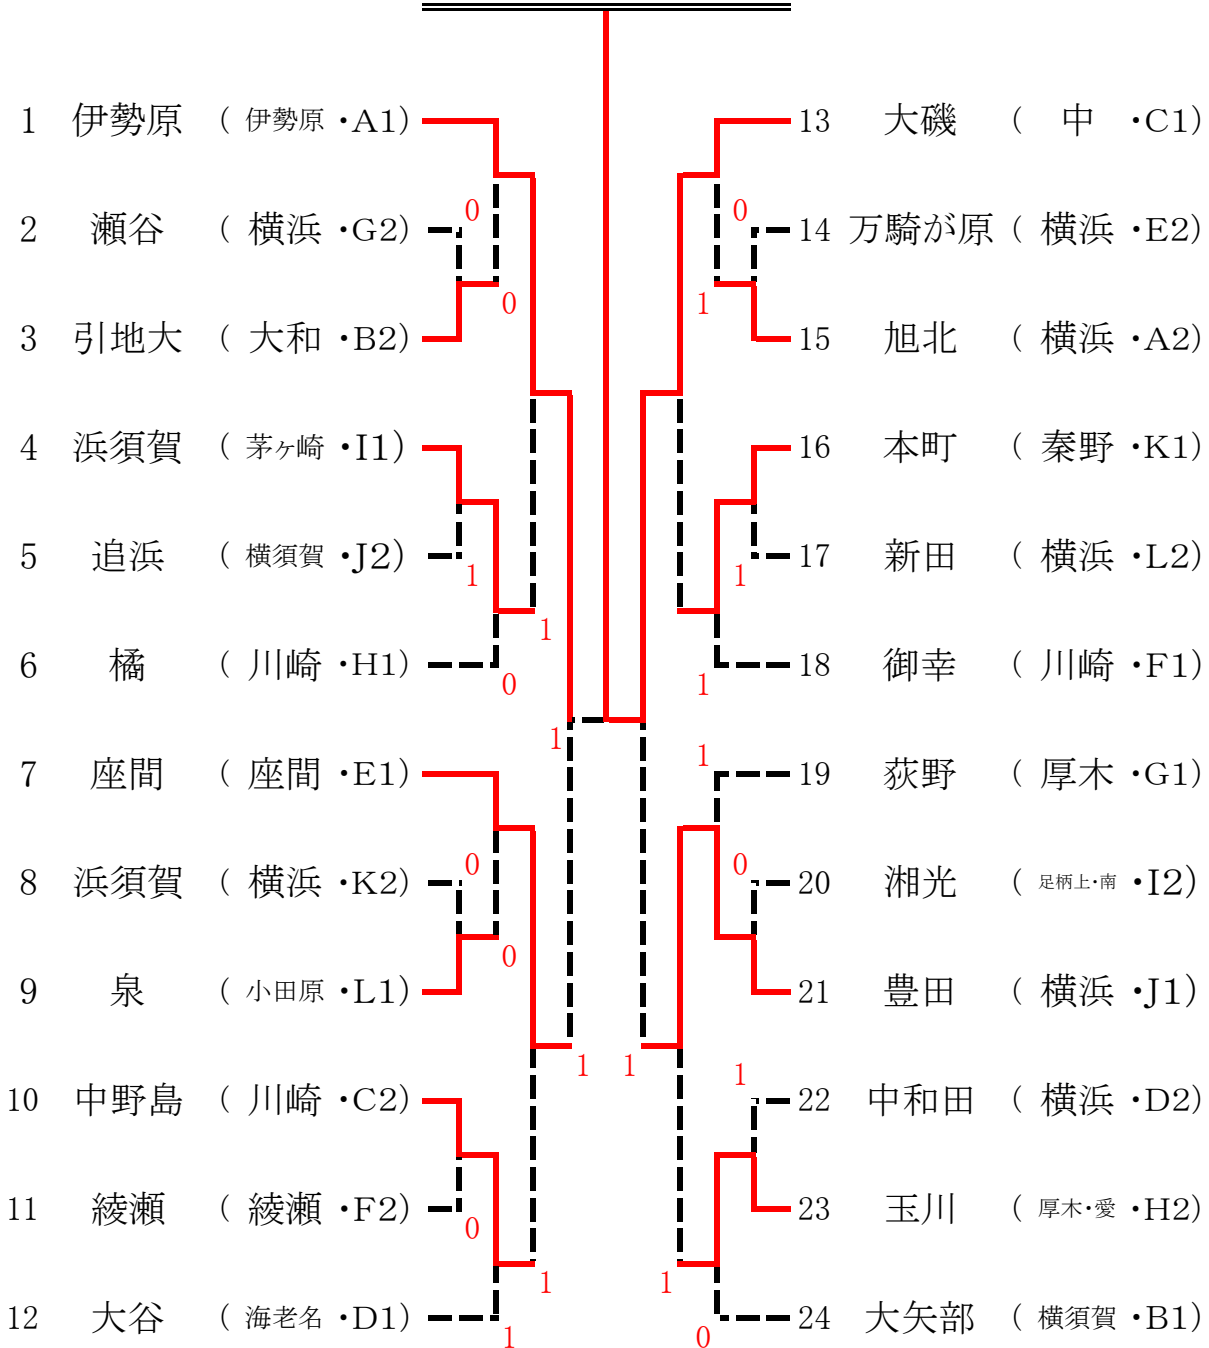 1 伊勢原 ( 伊勢原 ・A1) 13 大磯 ( 中 ・C1)
0 0
2 瀬谷 ( 横浜 ・G2) 14 万騎が原 ( 横浜 ・E2)
0 1
3 引地大 ( 大和 ・B2) 15 旭北 ( 横浜 ・A2)
4 浜須賀 ( 茅ヶ崎 ・I1) 16 本町 ( 秦野 ・K1)
5 追浜 ( 横須賀 ・J2) 17 新田 ( 横浜 ・L2)
1 1
1
6 橘 ( 川崎 ・H1) 18 御幸 ( 川崎 ・F1)
0 1
1 1
7 座間 ( 座間 ・E1) 19 荻野 ( 厚木 ・G1)
0 0
8 浜須賀 ( 横浜 ・K2) 20 湘光 ( 足柄上・南 ・I2)
0
9 泉 ( 小田原 ・L1) 21 豊田 ( 横浜 ・J1)
1 1
1
10 中野島 ( 川崎 ・C2) 22 中和田 ( 横浜 ・D2)
11 綾瀬 ( 綾瀬 ・F2) 23 玉川 ( 厚木・愛 ・H2)
0
1 1
12 大谷 ( 海老名 ・D1) 24 大矢部 ( 横須賀 ・B1)
1 0